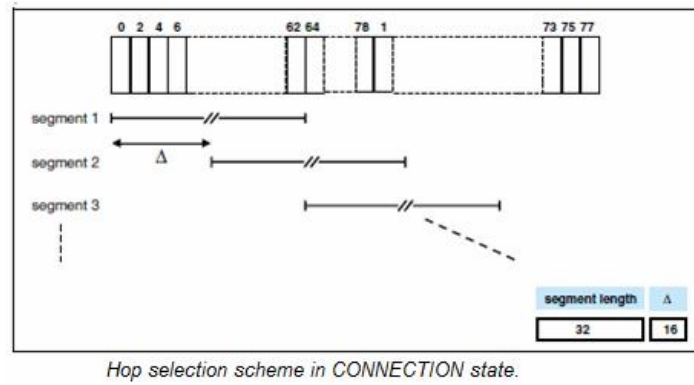 0 2 4 6 62 64 78 1 73 75 77
segment 1
Δ
segment 2
segment 3
segment length Δ
32 16
Hop selection scheme in CONNECTION state.